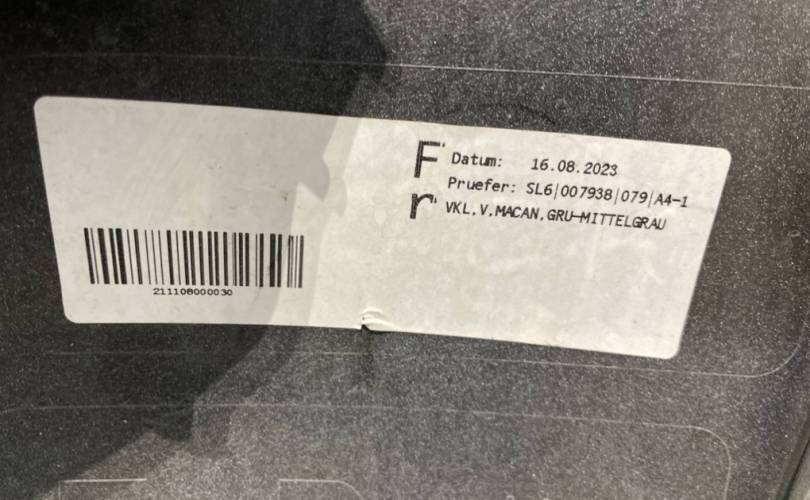 F Datum: 16.08.2023
Pruefer: SL6|007938|079|A4-1
r VKL.V.MACAN.GRU-MITTELGRAU
211108000030